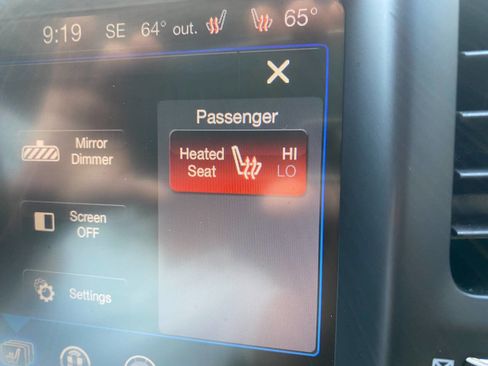 9:19 SE 64° out. 65°
Passenger
Mirror
Dimmer
Heated HI
Seat LO
Screen
OFF
Settings